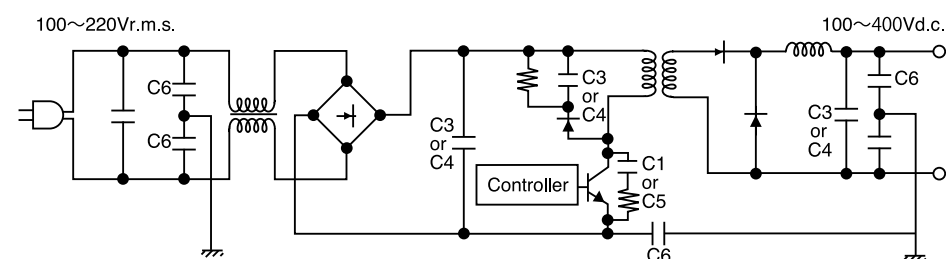 100～220Vr.m.s.
100～400Vd.c.
C6
C6
C3
or
C4
C3
or
C4
C1
or
C5
Controller
C6
C3
or
C4
C6